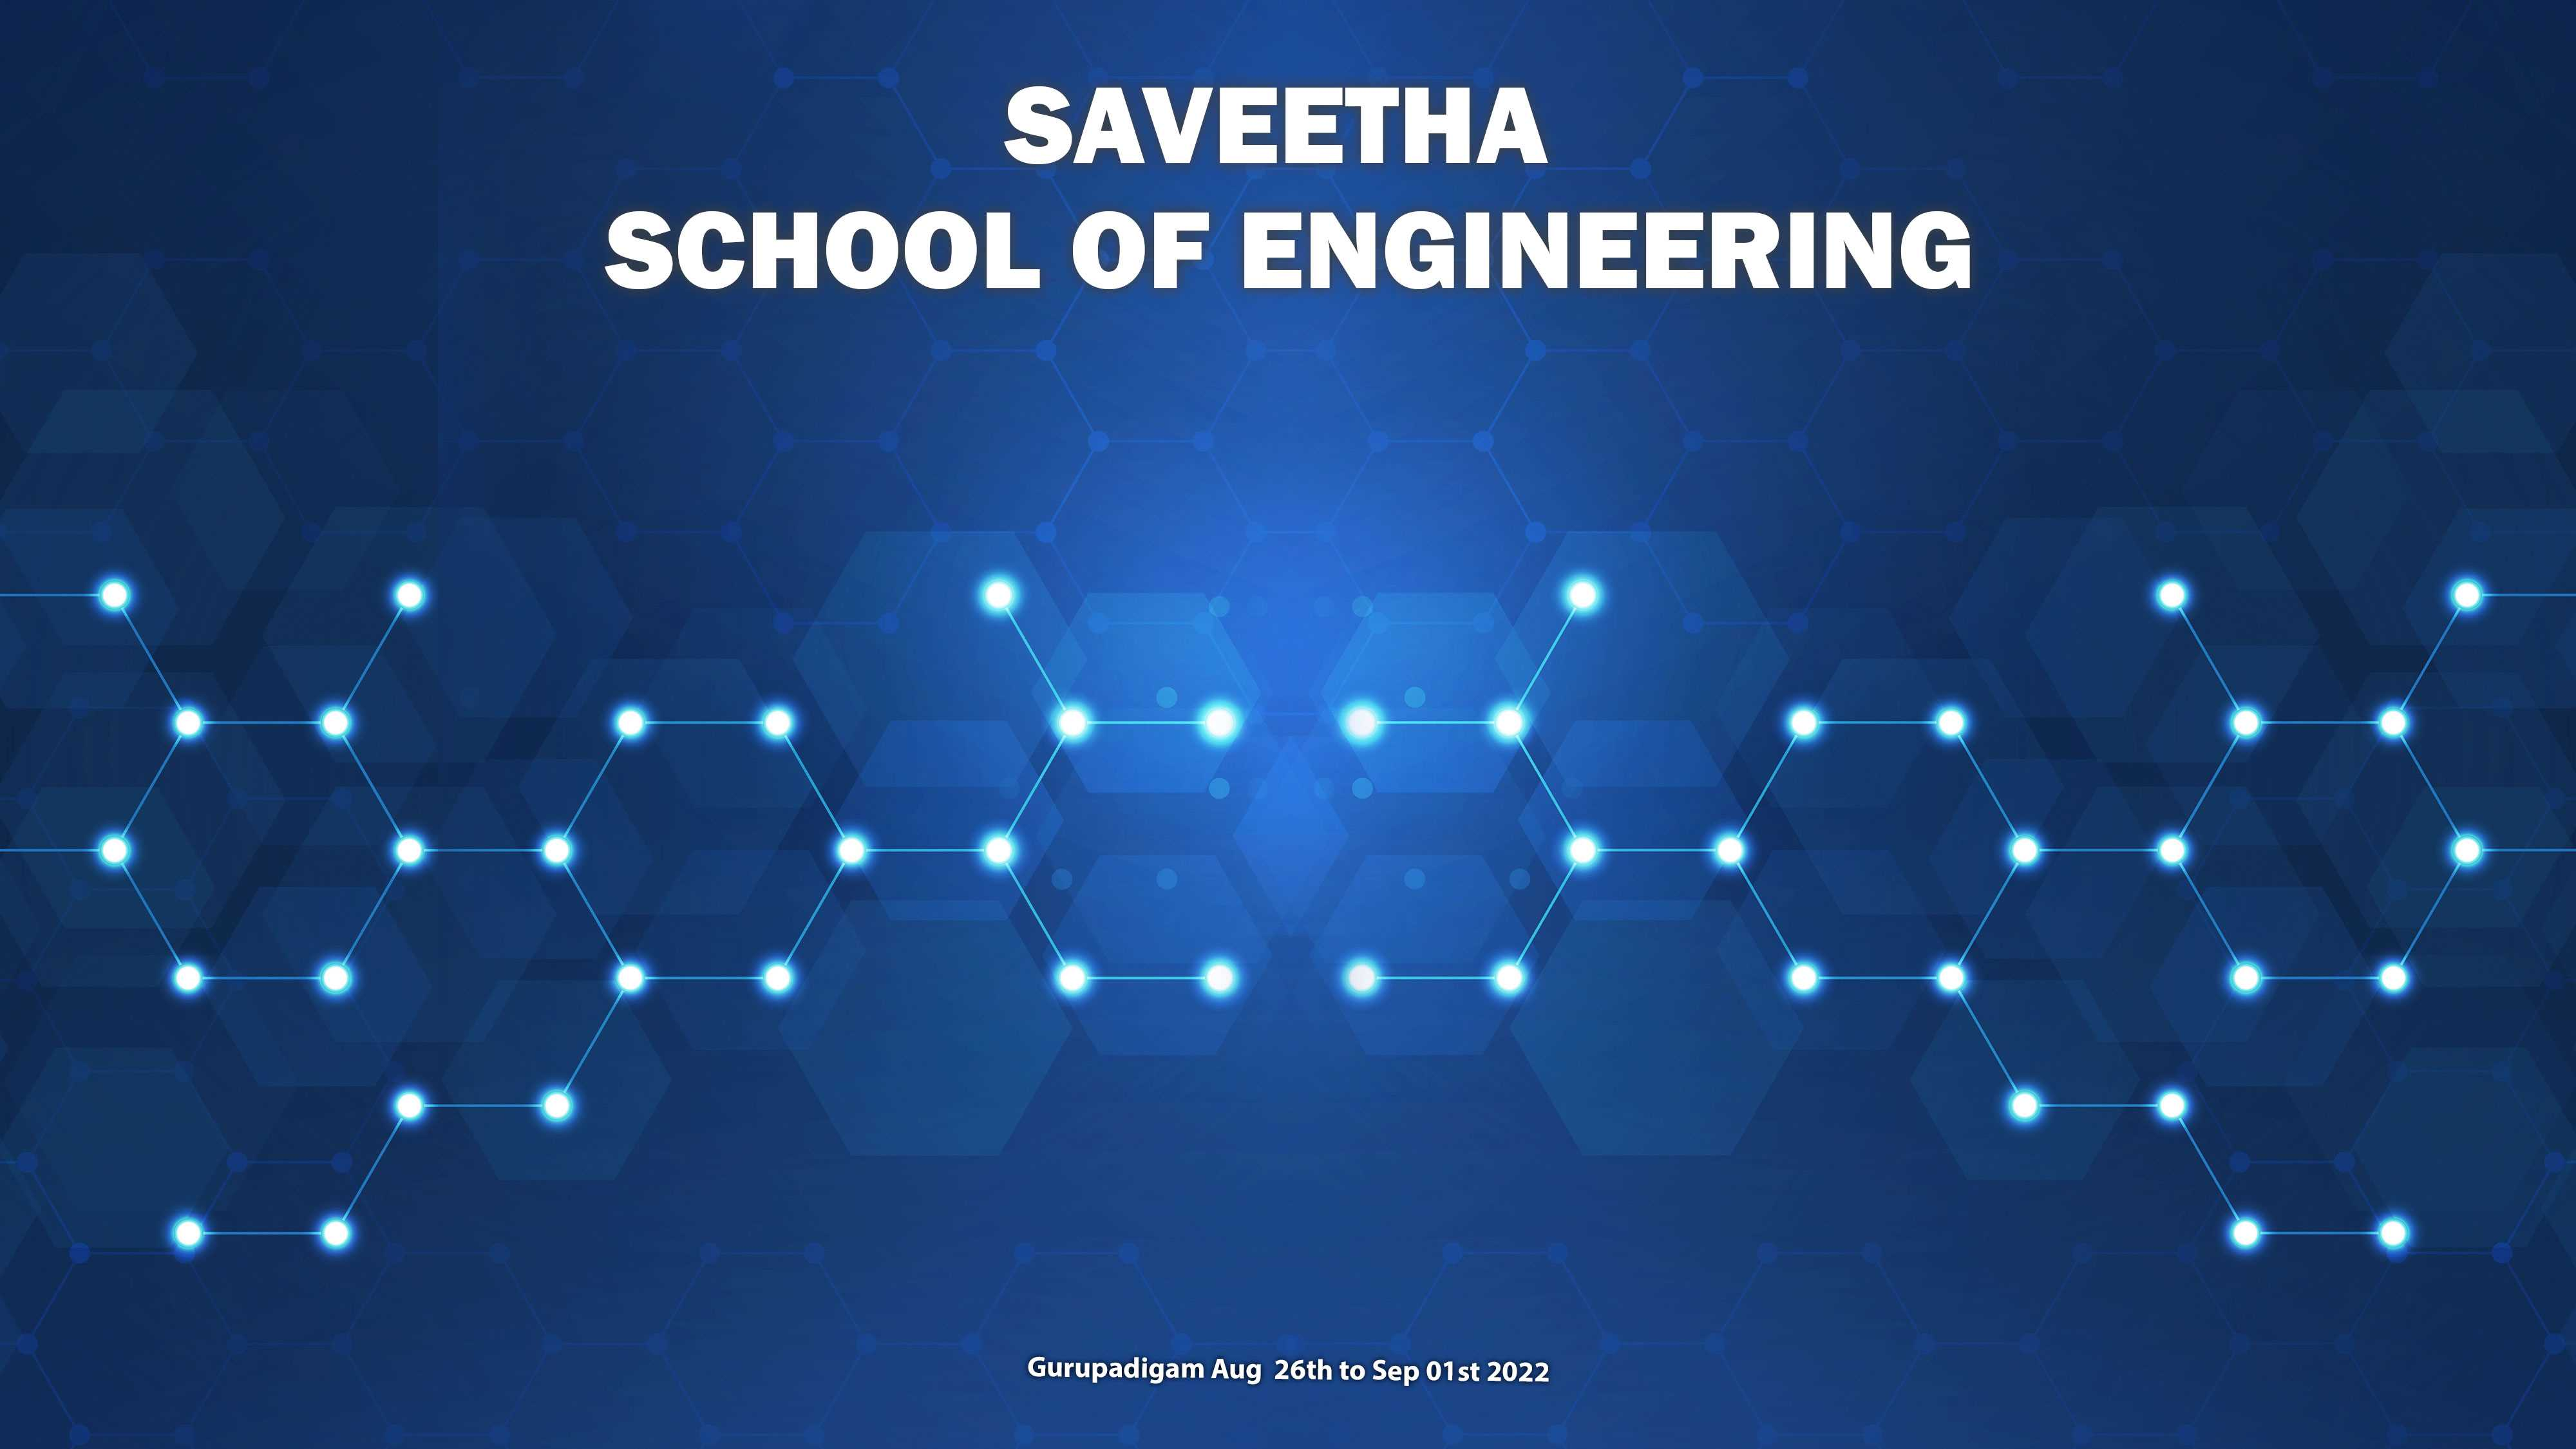 SAVEETHA
SCHOOL OF ENGINEERING
Gurupadigam Aug  26th to Sep 01st 2022